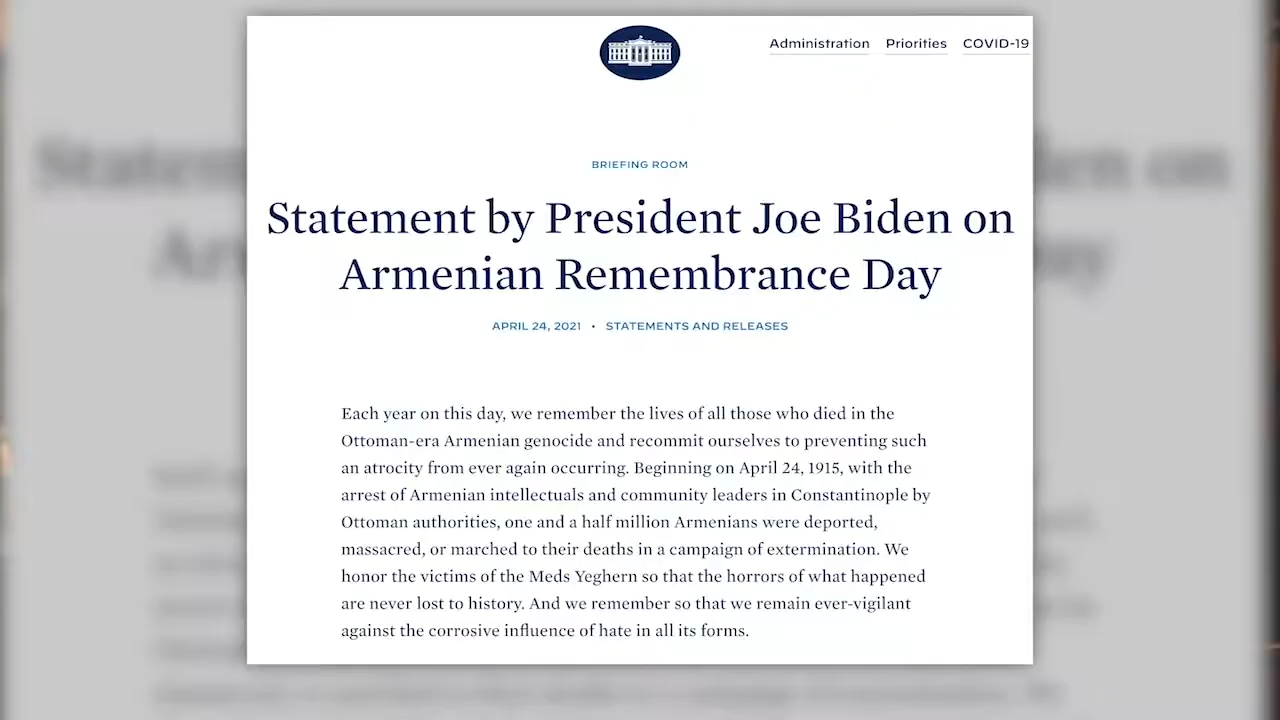 Administration Priorities COVID-19
BRIEFING ROOM
Statement by President Joe Biden on
Armenian Remembrance Day
APRIL 24, 2021 • STATEMENTS AND RELEASES
Each year on this day, we remember the lives of all those who died in the
Ottoman-era Armenian genocide and recommit ourselves to preventing such
an atrocity from ever again occurring. Beginning on April 24, 1915, with the
arrest of Armenian intellectuals and community leaders in Constantinople by
Ottoman authorities, one and a half million Armenians were deported,
massacred, or marched to their deaths in a campaign of extermination. We
honor the victims of the Meds Yeghern so that the horrors of what happened
are never lost to history. And we remember so that we remain ever-vigilant
against the corrosive influence of hate in all its forms.